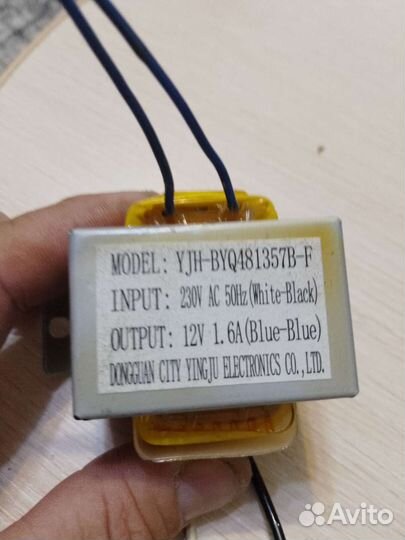 MODEL: YJH-BYQ481357B-F
INPUT: 230V AC 50Hz(White-Black)
OUTPUT: 12V 1.6A(Blue-Blue)
DONGGUAN CITY YINGJU ELECTRONICS CO., LTD.
Avito